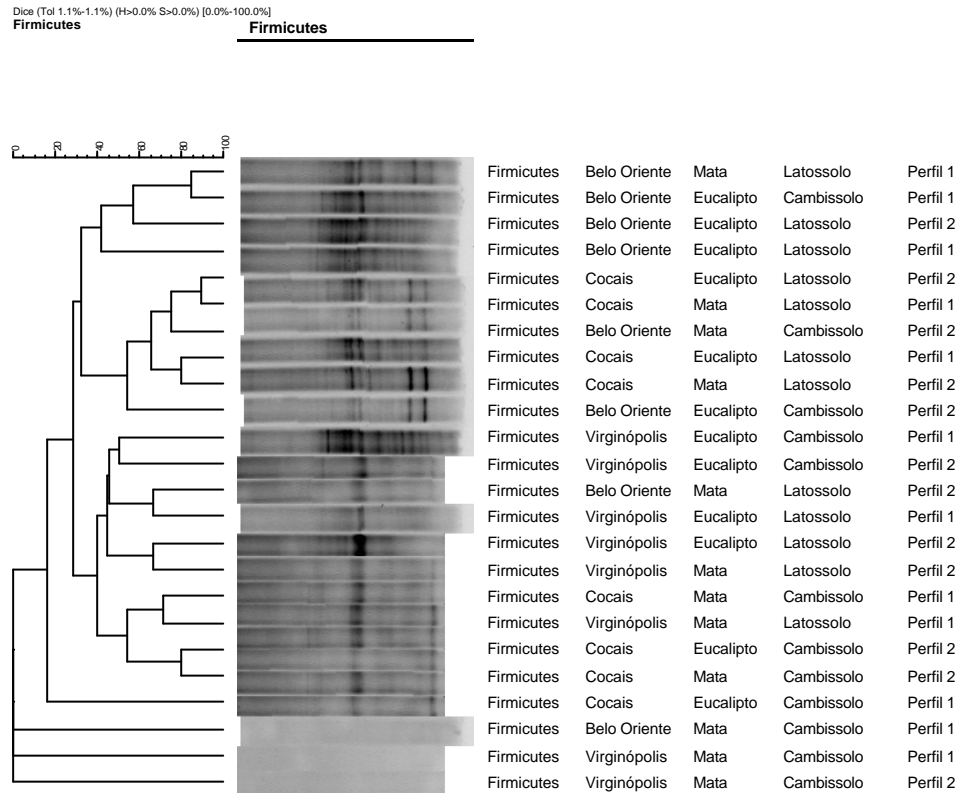 Dice (Tol 1.1%-1.1%) (H>0.0% S>0.0%) [0.0%-100.0%]
Firmicutes Firmicutes
0 20 40 60 80 100
Firmicutes Belo Oriente Mata Latossolo Perfil 1
Firmicutes Belo Oriente Eucalipto Cambissolo Perfil 1
Firmicutes Belo Oriente Eucalipto Latossolo Perfil 2
Firmicutes Belo Oriente Eucalipto Latossolo Perfil 1
Firmicutes Cocais Eucalipto Latossolo Perfil 2
Firmicutes Cocais Mata Latossolo Perfil 1
Firmicutes Belo Oriente Mata Cambissolo Perfil 2
Firmicutes Cocais Eucalipto Latossolo Perfil 1
Firmicutes Cocais Mata Latossolo Perfil 2
Firmicutes Belo Oriente Eucalipto Cambissolo Perfil 2
Firmicutes Virginópolis Eucalipto Cambissolo Perfil 1
Firmicutes Virginópolis Eucalipto Cambissolo Perfil 2
Firmicutes Belo Oriente Mata Latossolo Perfil 2
Firmicutes Virginópolis Eucalipto Latossolo Perfil 1
Firmicutes Virginópolis Eucalipto Latossolo Perfil 2
Firmicutes Virginópolis Mata Latossolo Perfil 2
Firmicutes Cocais Mata Cambissolo Perfil 1
Firmicutes Virginópolis Mata Latossolo Perfil 1
Firmicutes Cocais Eucalipto Cambissolo Perfil 2
Firmicutes Cocais Mata Cambissolo Perfil 2
Firmicutes Cocais Eucalipto Cambissolo Perfil 1
Firmicutes Belo Oriente Mata Cambissolo Perfil 1
Firmicutes Virginópolis Mata Cambissolo Perfil 1
Firmicutes Virginópolis Mata Cambissolo Perfil 2